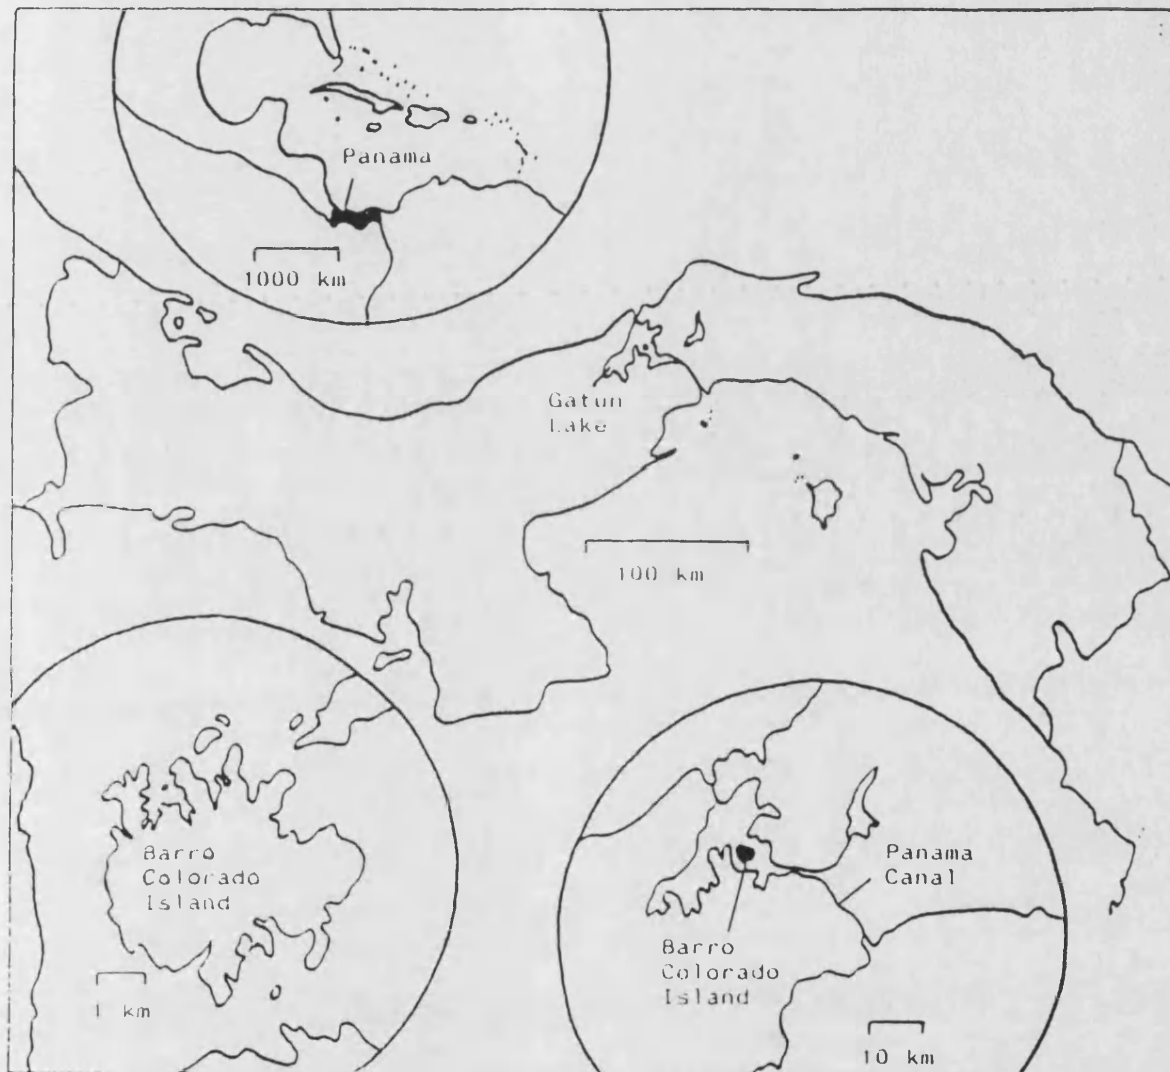 Panama
1000 km
Gatun
Lake
100 km
Barro
Colorado
Island
1 km
Panama
Canal
Barro
Colorado
Island
10 km